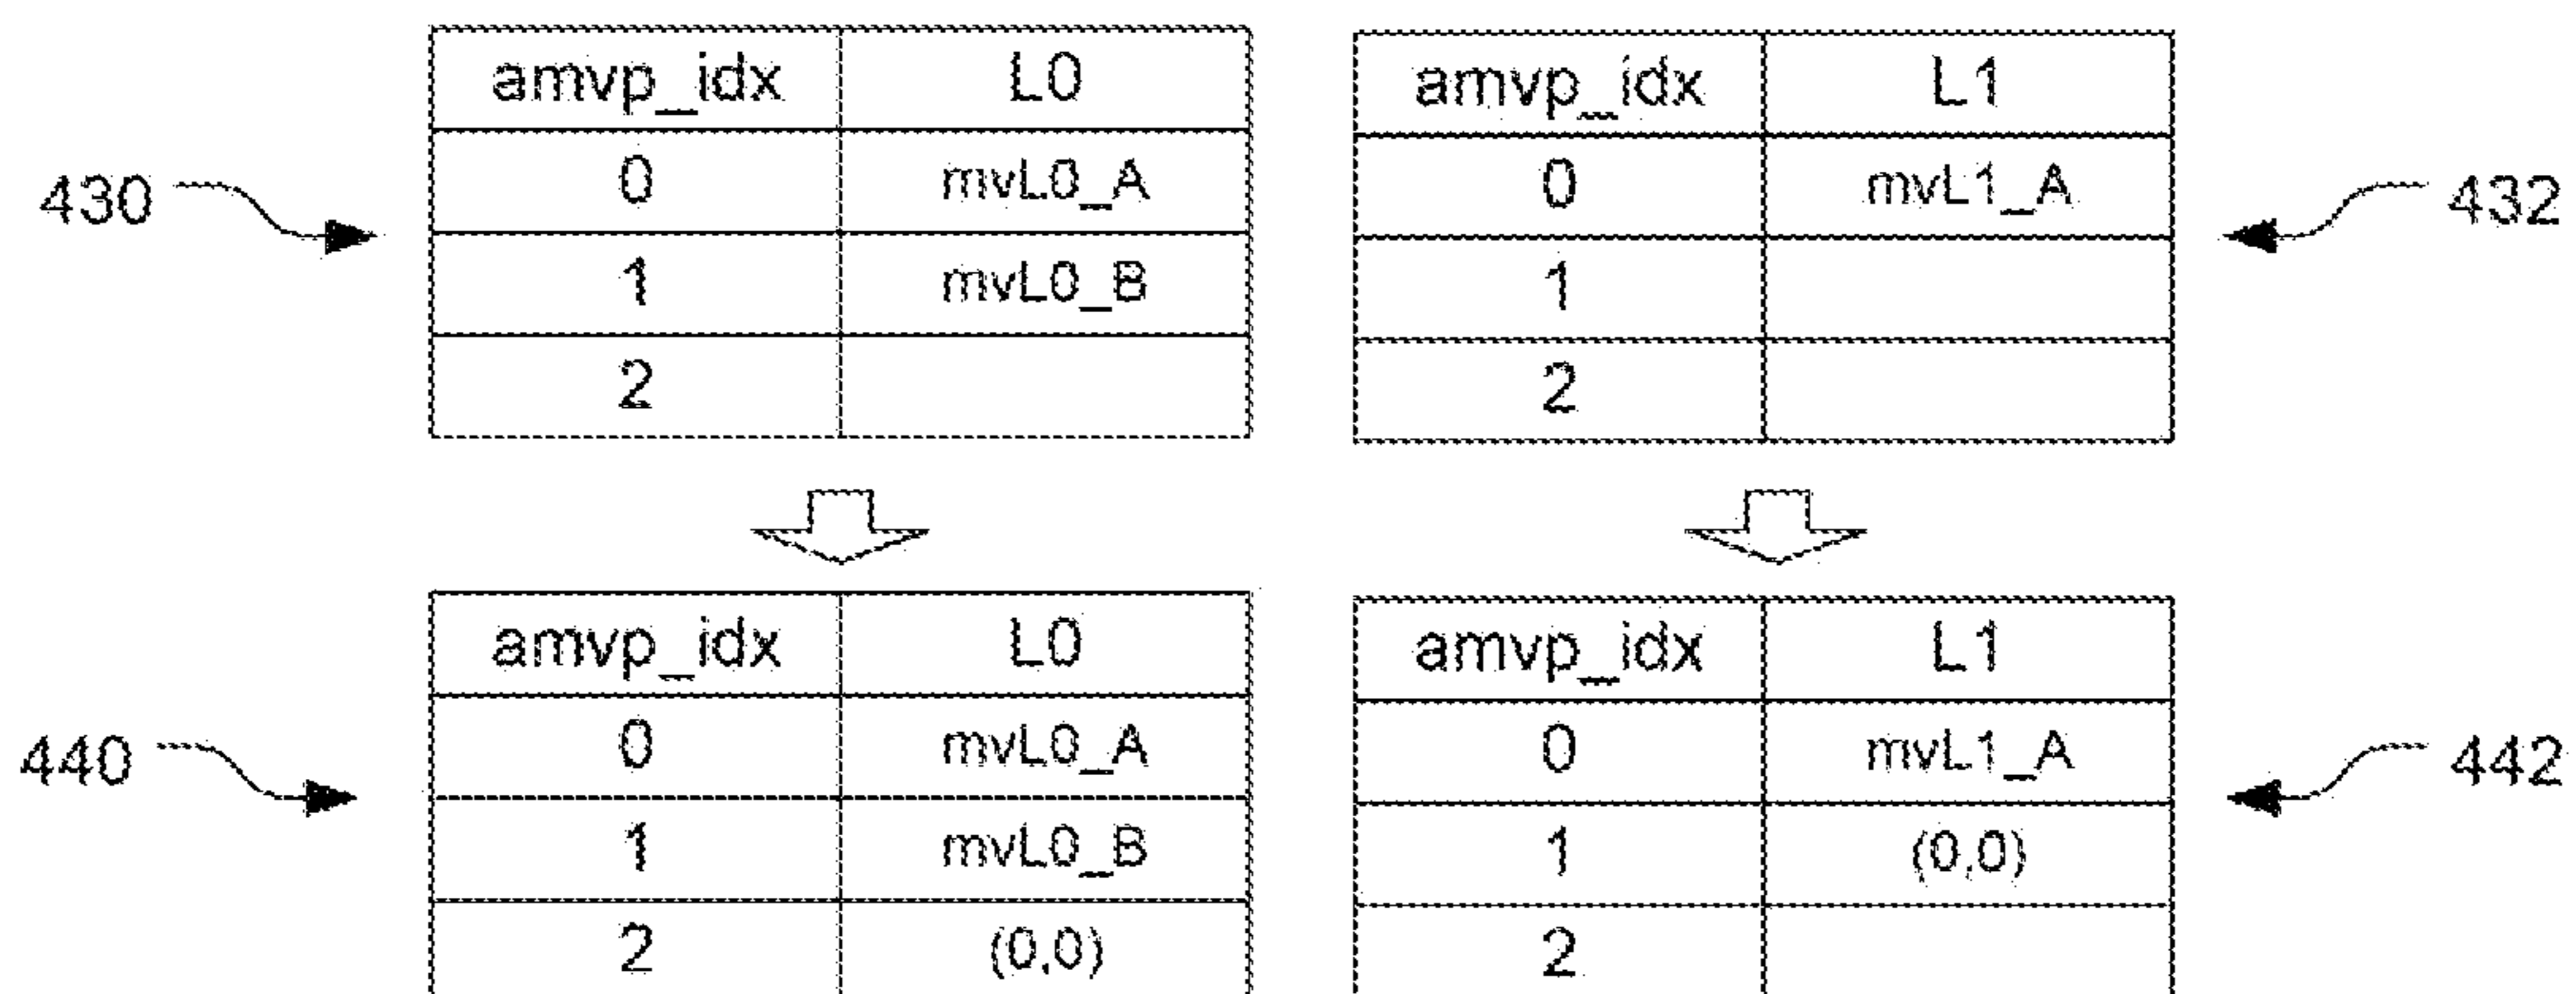 amvp_idx L0 amvp_idx L1
0 mvL0_A 0 mvL1_A
430 432
1 mvL0_B 1
2 2
amvp_idx L0 amvp_idx L1
0 mvL0_A 0 mvL1_A
440 442
1 mvL0_B 1 (0,0)
2 (0,0) 2